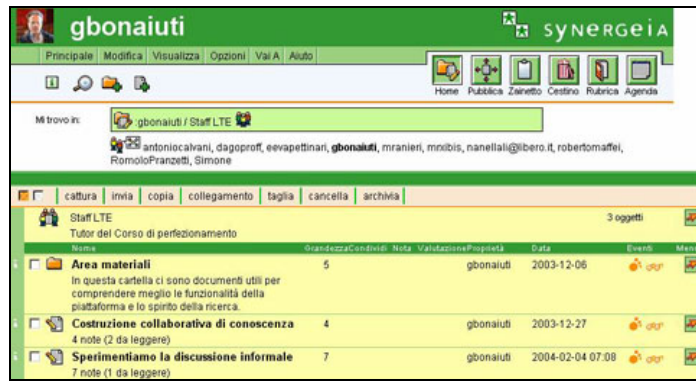 gbonaiuti
synergeia
Principale Modifica Visualizza Opzioni Vai A Aiuto
Home Pubblica Zainetto Cestino Rubrica Agenda
Mi trovo in: :gbonaiuti / Staff LTE
antoniocalvani, dagoproff, eevapettinari, gbonaiuti, mranieri, mrxibis, nanellali@libero.it, robertomaffei,
RomoloPranzetti, Simone
cattura invia copia collegamento taglia cancella archivia
Staff LTE 3 oggetti
Tutor del Corso di perfezionamento
Nome Grandezza Condividi Nota Valutazione Proprietà Data Eventi Menu
Area materiali 5 gbonaiuti 2003-12-06
In questa cartella ci sono documenti utili per
comprendere meglio le funzionalità della
piattaforma e lo spirito della ricerca.
Costruzione collaborativa di conoscenza 4 gbonaiuti 2003-12-27
4 note (2 da leggere)
Sperimentiamo la discussione informale 7 gbonaiuti 2004-02-04 07:08
7 note (1 da leggere)